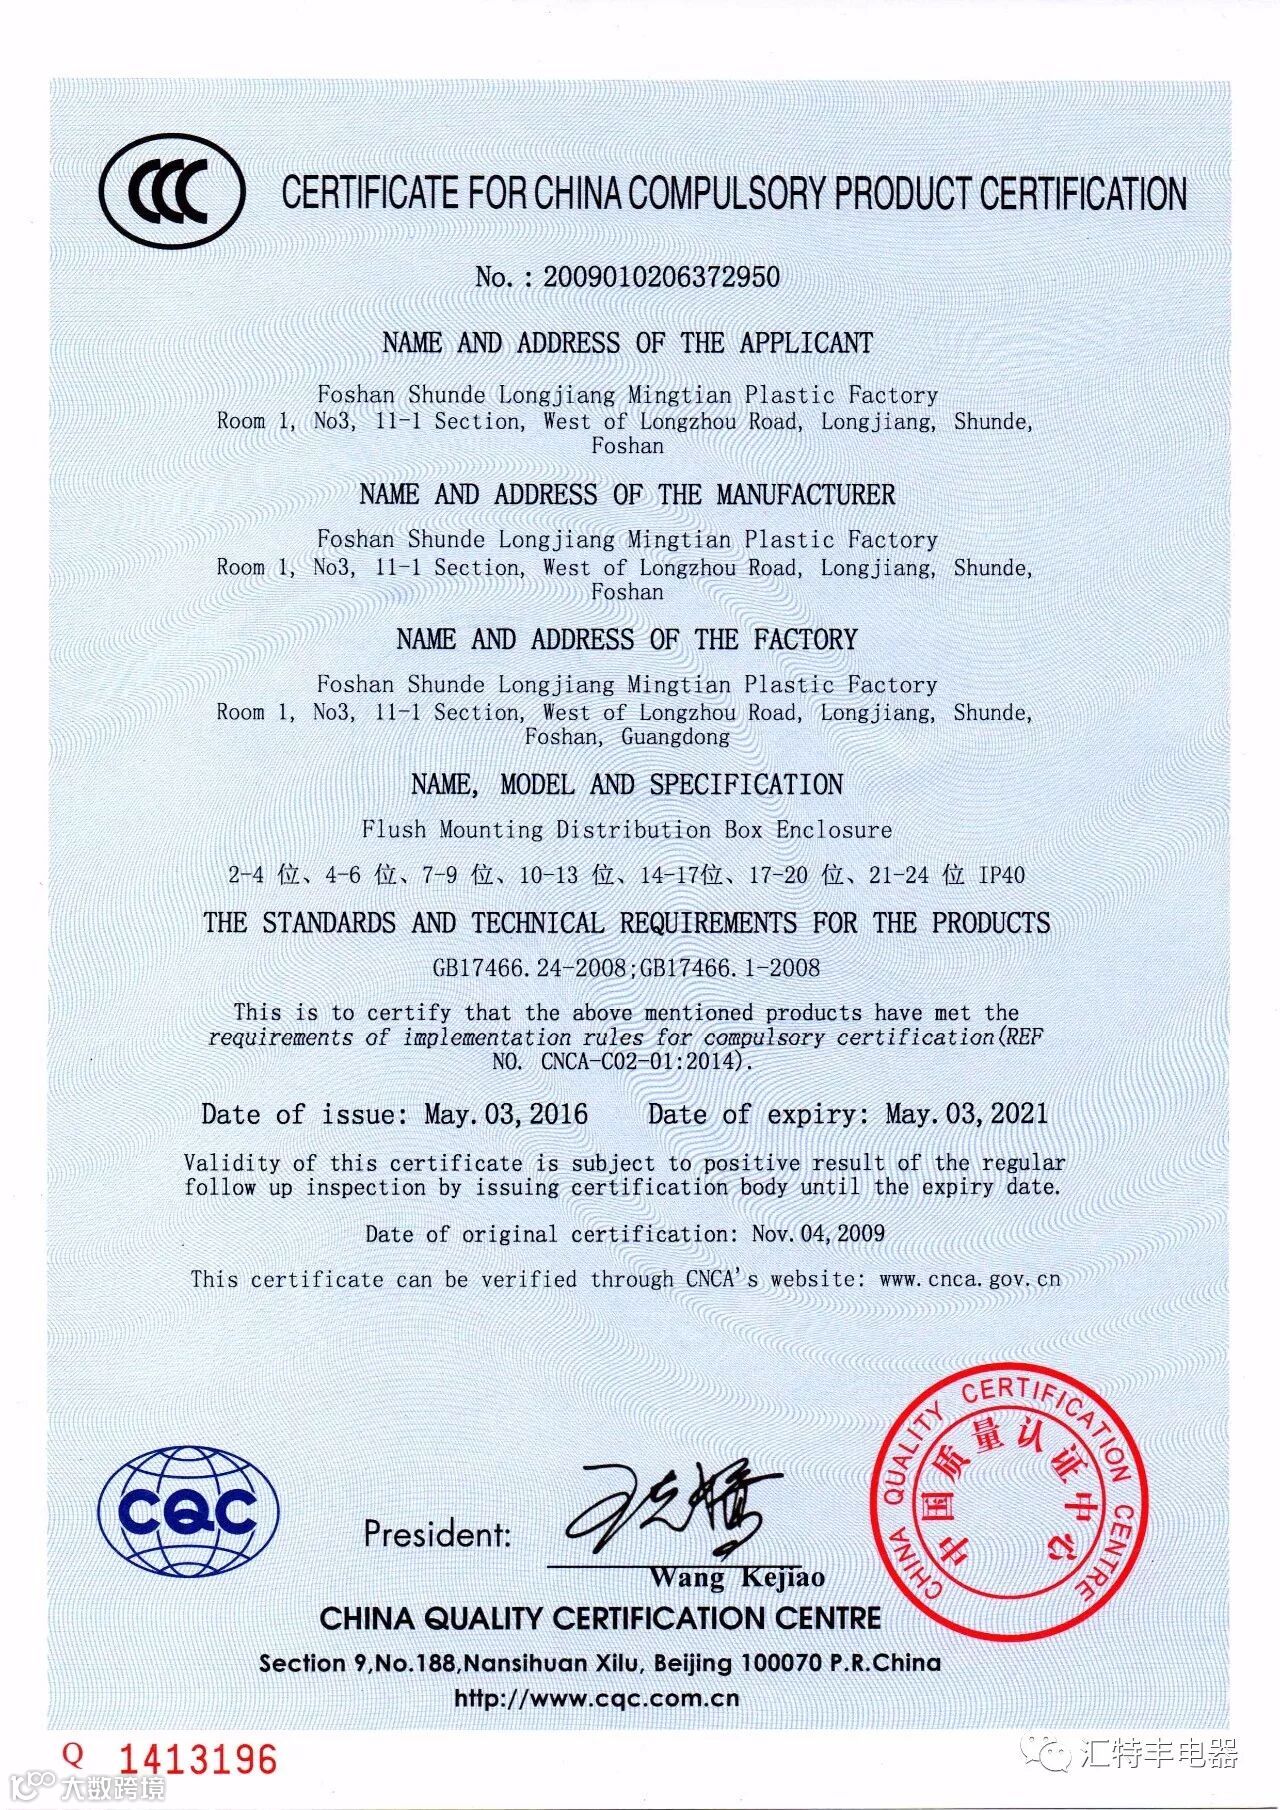 CCC
CERTIFICATE FOR CHINA COMPULSORY PRODUCT CERTIFICATION
No. : 2009010206372950
NAME AND ADDRESS OF THE APPLICANT
Foshan Shunde Longjiang Mingtian Plastic Factory
Room 1, No3, 11-1 Section, West of Longzhou Road, Longjiang, Shunde,
Foshan
NAME AND ADDRESS OF THE MANUFACTURER
Foshan Shunde Longjiang Mingtian Plastic Factory
Room 1, No3, 11-1 Section, West of Longzhou Road, Longjiang, Shunde,
Foshan
NAME AND ADDRESS OF THE FACTORY
Foshan Shunde Longjiang Mingtian Plastic Factory
Room 1, No3, 11-1 Section, West of Longzhou Road, Longjiang, Shunde,
Foshan, Guangdong
NAME, MODEL AND SPECIFICATION
Flush Mounting Distribution Box Enclosure
2-4 位、4-6 位、7-9 位、10-13 位、14-17位、17-20 位、21-24 位 IP40
THE STANDARDS AND TECHNICAL REQUIREMENTS FOR THE PRODUCTS
GB17466.24-2008;GB17466.1-2008
This is to certify that the above mentioned products have met the
requirements of implementation rules for compulsory certification(REF
NO. CNCA-C02-01:2014).
Date of issue: May.03,2016 Date of expiry: May.03,2021
Validity of this certificate is subject to positive result of the regular
follow up inspection by issuing certification body until the expiry date.
Date of original certification: Nov.04,2009
This certificate can be verified through CNCA's website: www.cnca.gov.cn
CHINA QUALITY CERTIFICATION CENTRE
中国质量认证中心
CQC
President:
王克娇
Wang Kejiao
CHINA QUALITY CERTIFICATION CENTRE
Section 9,No.188,Nansihuan Xilu, Beijing 100070 P.R.China
http://www.cqc.com.cn
Q 1413196
汇特丰电器
大数跨境